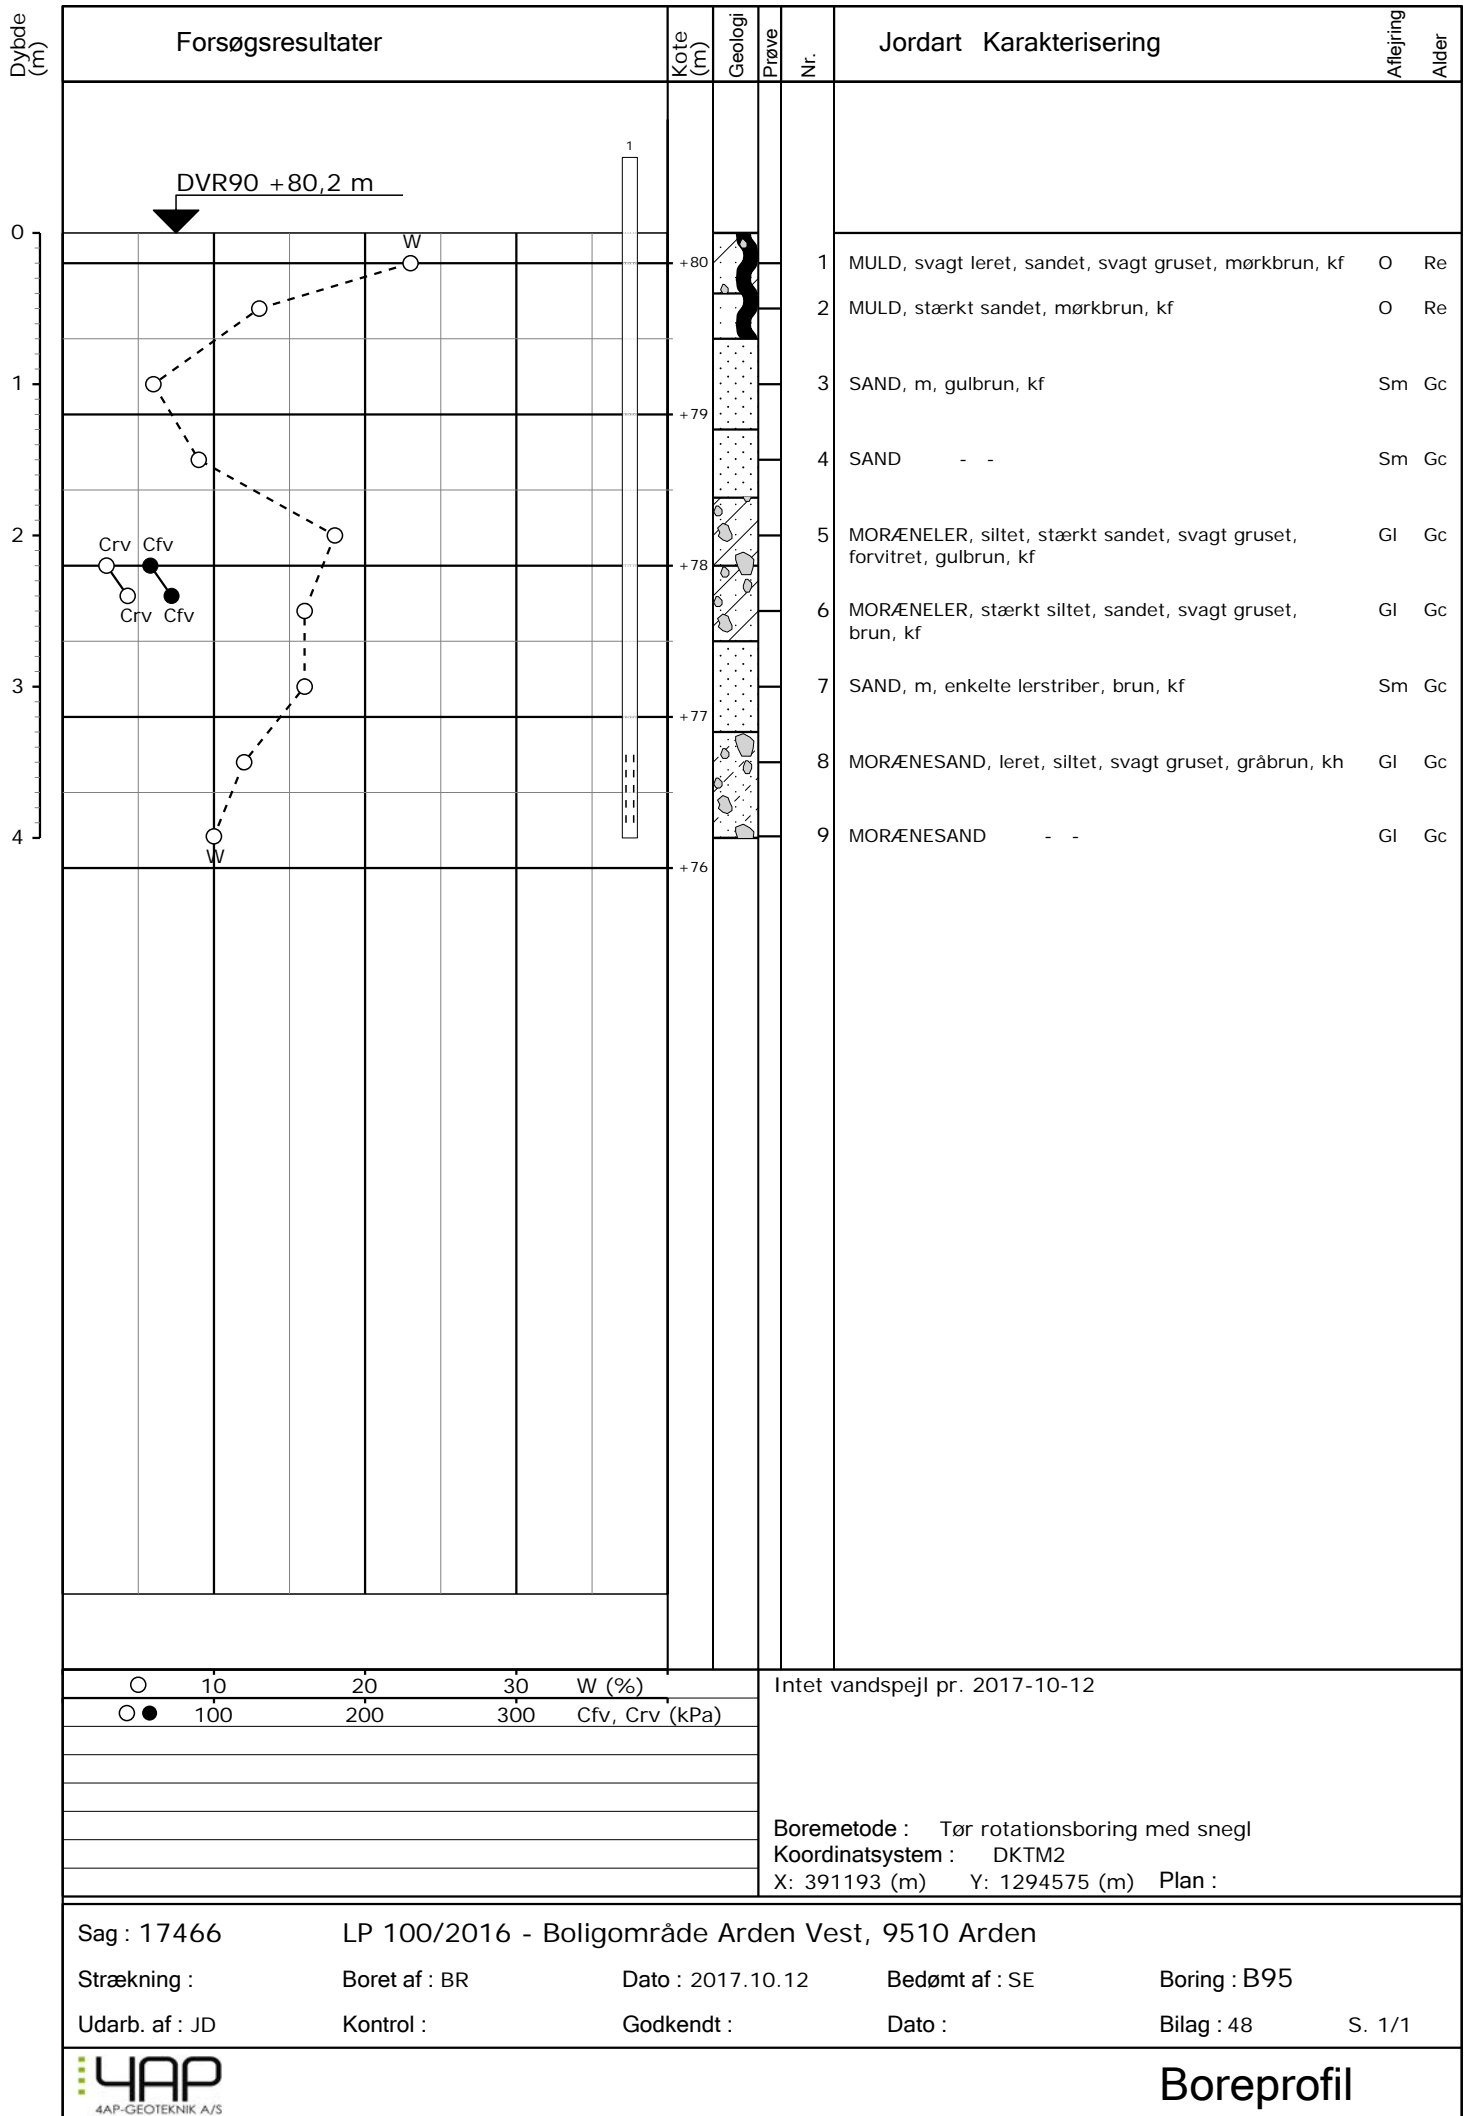 Dybde (m)
Forsøgsresultater
Kote (m)
Geologi
Prøve
Nr.
Jordart Karakterisering
Aflejring
Alder
1
DVR90 +80,2 m
0
W
+80
1 MULD, svagt leret, sandet, svagt gruset, mørkbrun, kf O Re
2 MULD, stærkt sandet, mørkbrun, kf O Re
1
3 SAND, m, gulbrun, kf Sm Gc
+79
4 SAND - - Sm Gc
2
5 MORÆNELER, siltet, stærkt sandet, svagt gruset, Gl Gc
forvitret, gulbrun, kf
Crv Cfv
+78
Crv Cfv
6 MORÆNELER, stærkt siltet, sandet, svagt gruset, Gl Gc
brun, kf
3
7 SAND, m, enkelte lerstriber, brun, kf Sm Gc
+77
8 MORÆNESAND, leret, siltet, svagt gruset, gråbrun, kh Gl Gc
4
9 MORÆNESAND - - Gl Gc
W
+76
10 20 30 W (%)
100 200 300 Cfv, Crv (kPa)
Intet vandspejl pr. 2017-10-12
Boremetode : Tør rotationsboring med snegl
Koordinatsystem : DKTM2
X: 391193 (m) Y: 1294575 (m) Plan :
Sag : 17466 LP 100/2016 - Boligområde Arden Vest, 9510 Arden
Strækning : Boret af : BR Dato : 2017.10.12 Bedømt af : SE Boring : B95
Udarb. af : JD Kontrol : Godkendt : Dato : Bilag : 48 S. 1/1
4AP
4AP-GEOTEKNIK A/S
Boreprofil